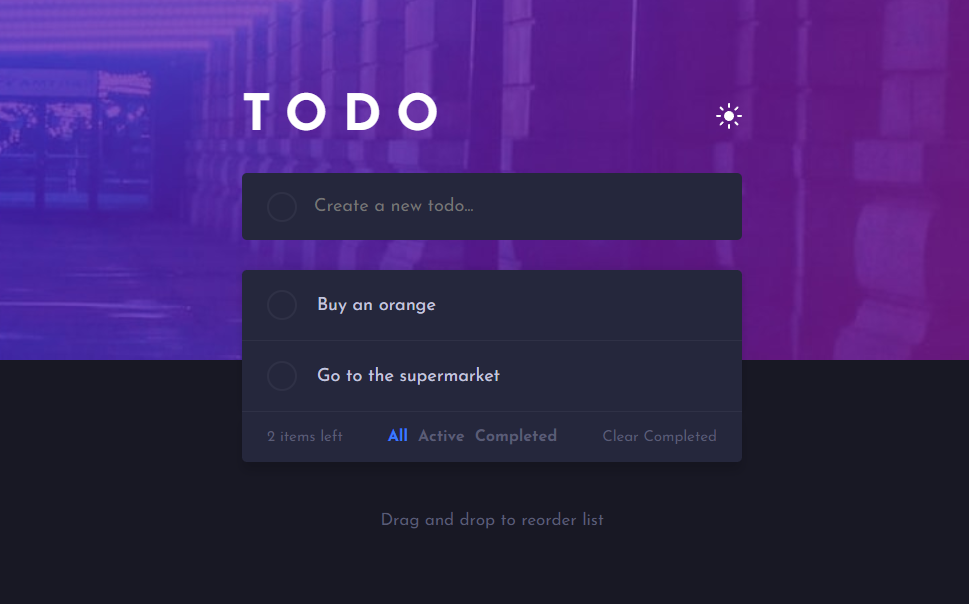 TODO
Create a new todo...
Buy an orange
Go to the supermarket
2 items left All Active Completed Clear Completed
Drag and drop to reorder list